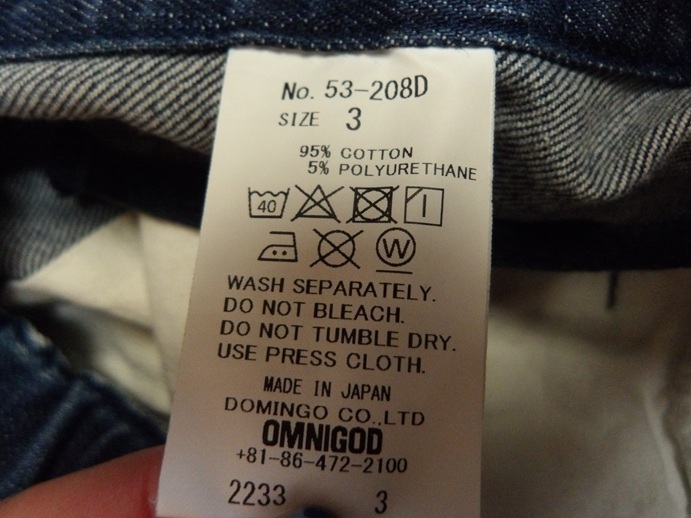 No. 53-208D
SIZE 3
95% COTTON
5% POLYURETHANE
40
W
WASH SEPARATELY.
DO NOT BLEACH.
DO NOT TUMBLE DRY.
USE PRESS CLOTH.
MADE IN JAPAN
DOMINGO CO.,LTD
OMNIGOD
+81-86-472-2100
2233 3